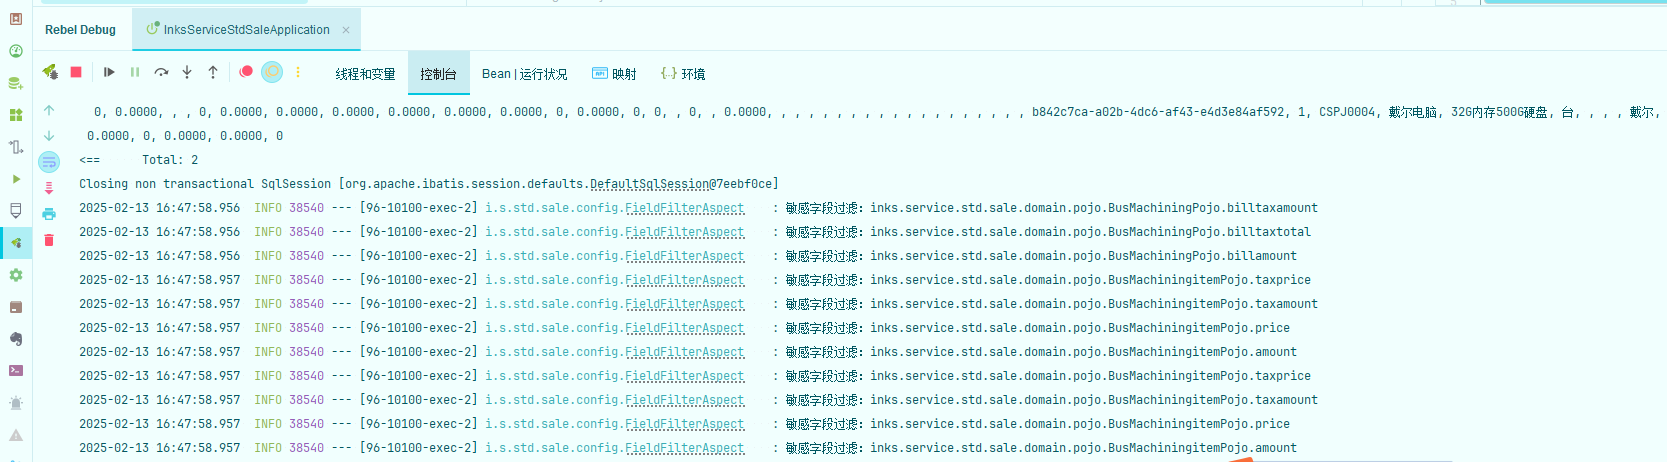 Rebel Debug InksServiceStdSaleApplication ×
线程和变量 控制台 Bean | 运行状况 映射 {..} 环境
0, 0.0000, , , 0, 0.0000, 0.0000, 0.0000, 0.0000, 0.0000, 0.0000, 0, 0.0000, 0, 0, , 0, , 0.0000, , , , , , , , , , , , , , , , , , , b842c7ca-a02b-4dc6-af43-e4d3e84af592, 1, CSPJ0004, 戴尔电脑, 32G内存500G硬盘, 台, , , , 戴尔,
0.0000, 0, 0.0000, 0.0000, 0
<==      Total: 2
Closing non transactional SqlSession [org.apache.ibatis.session.defaults.DefaultSqlSession@7eebf0ce]
2025-02-13 16:47:58.956  INFO 38540 --- [96-10100-exec-2] i.s.std.sale.config.FieldFilterAspect    : 敏感字段过滤：inks.service.std.sale.domain.pojo.BusMachiningPojo.billtaxamount
2025-02-13 16:47:58.956  INFO 38540 --- [96-10100-exec-2] i.s.std.sale.config.FieldFilterAspect    : 敏感字段过滤：inks.service.std.sale.domain.pojo.BusMachiningPojo.billtaxtotal
2025-02-13 16:47:58.956  INFO 38540 --- [96-10100-exec-2] i.s.std.sale.config.FieldFilterAspect    : 敏感字段过滤：inks.service.std.sale.domain.pojo.BusMachiningPojo.billamount
2025-02-13 16:47:58.957  INFO 38540 --- [96-10100-exec-2] i.s.std.sale.config.FieldFilterAspect    : 敏感字段过滤：inks.service.std.sale.domain.pojo.BusMachiningitemPojo.taxprice
2025-02-13 16:47:58.957  INFO 38540 --- [96-10100-exec-2] i.s.std.sale.config.FieldFilterAspect    : 敏感字段过滤：inks.service.std.sale.domain.pojo.BusMachiningitemPojo.taxamount
2025-02-13 16:47:58.957  INFO 38540 --- [96-10100-exec-2] i.s.std.sale.config.FieldFilterAspect    : 敏感字段过滤：inks.service.std.sale.domain.pojo.BusMachiningitemPojo.price
2025-02-13 16:47:58.957  INFO 38540 --- [96-10100-exec-2] i.s.std.sale.config.FieldFilterAspect    : 敏感字段过滤：inks.service.std.sale.domain.pojo.BusMachiningitemPojo.amount
2025-02-13 16:47:58.957  INFO 38540 --- [96-10100-exec-2] i.s.std.sale.config.FieldFilterAspect    : 敏感字段过滤：inks.service.std.sale.domain.pojo.BusMachiningitemPojo.taxprice
2025-02-13 16:47:58.957  INFO 38540 --- [96-10100-exec-2] i.s.std.sale.config.FieldFilterAspect    : 敏感字段过滤：inks.service.std.sale.domain.pojo.BusMachiningitemPojo.taxamount
2025-02-13 16:47:58.957  INFO 38540 --- [96-10100-exec-2] i.s.std.sale.config.FieldFilterAspect    : 敏感字段过滤：inks.service.std.sale.domain.pojo.BusMachiningitemPojo.price
2025-02-13 16:47:58.957  INFO 38540 --- [96-10100-exec-2] i.s.std.sale.config.FieldFilterAspect    : 敏感字段过滤：inks.service.std.sale.domain.pojo.BusMachiningitemPojo.amount